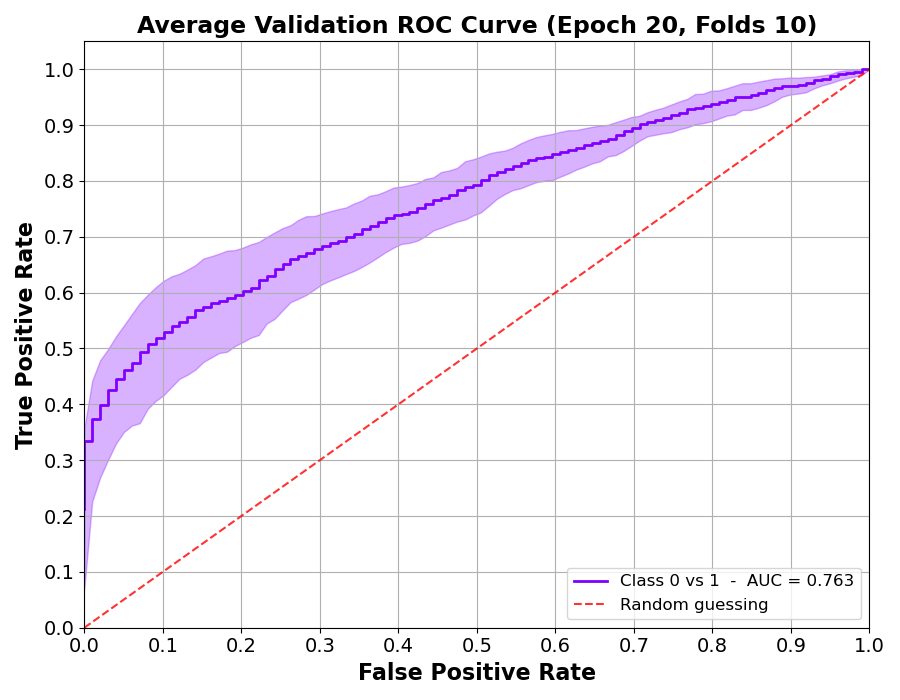 Average Validation ROC Curve (Epoch 20, Folds 10)
True Positive Rate
1.0
0.9
0.8
0.7
0.6
0.5
0.4
0.3
0.2
0.1
0.0
Class 0 vs 1 - AUC = 0.763
Random guessing
0.0 0.1 0.2 0.3 0.4 0.5 0.6 0.7 0.8 0.9 1.0
False Positive Rate